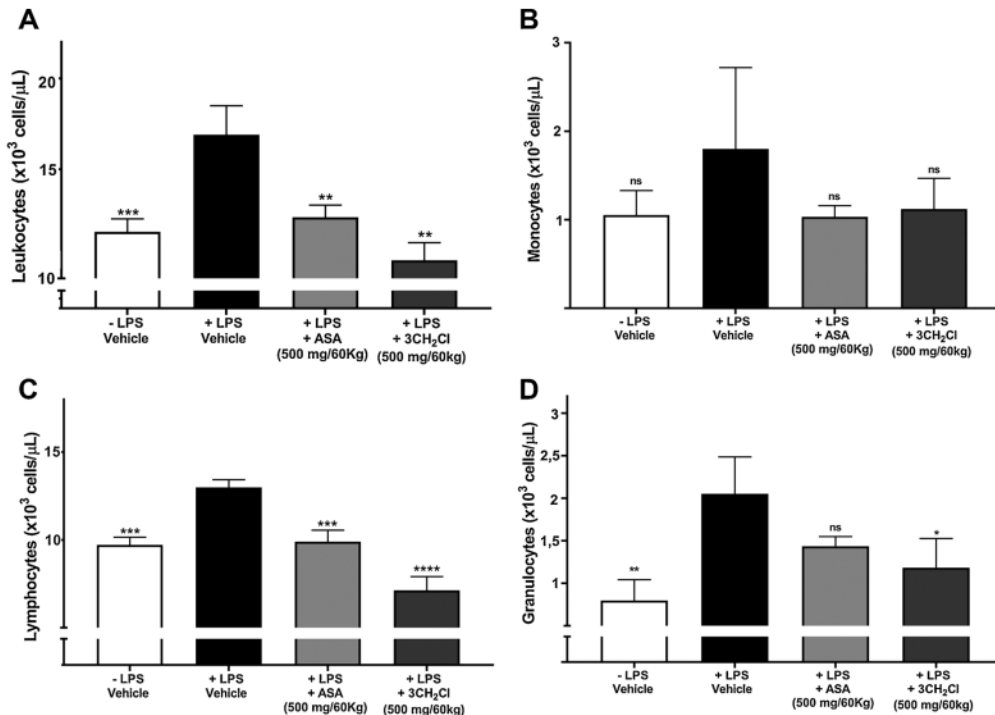 A
Leukocytes (x10³ cells/µL)
20
15
10
***
**
**
- LPS
Vehicle
+ LPS
Vehicle
+ LPS
+ ASA
(500 mg/60Kg)
+ LPS
+ 3CH₂Cl
(500 mg/60kg)
B
Monocytes (x10³ cells/µL)
3
2
1
ns
ns
ns
- LPS
Vehicle
+ LPS
Vehicle
+ LPS
+ ASA
(500 mg/60Kg)
+ LPS
+ 3CH₂Cl
(500 mg/60kg)
C
Lymphocytes (x10³ cells/µL)
15
10
***
***
****
- LPS
Vehicle
+ LPS
Vehicle
+ LPS
+ ASA
(500 mg/60Kg)
+ LPS
+ 3CH₂Cl
(500 mg/60kg)
D
Granulocytes (x10³ cells/µL)
3
2,5
2
1,5
1
**
ns
*
- LPS
Vehicle
+ LPS
Vehicle
+ LPS
+ ASA
(500 mg/60Kg)
+ LPS
+ 3CH₂Cl
(500 mg/60kg)